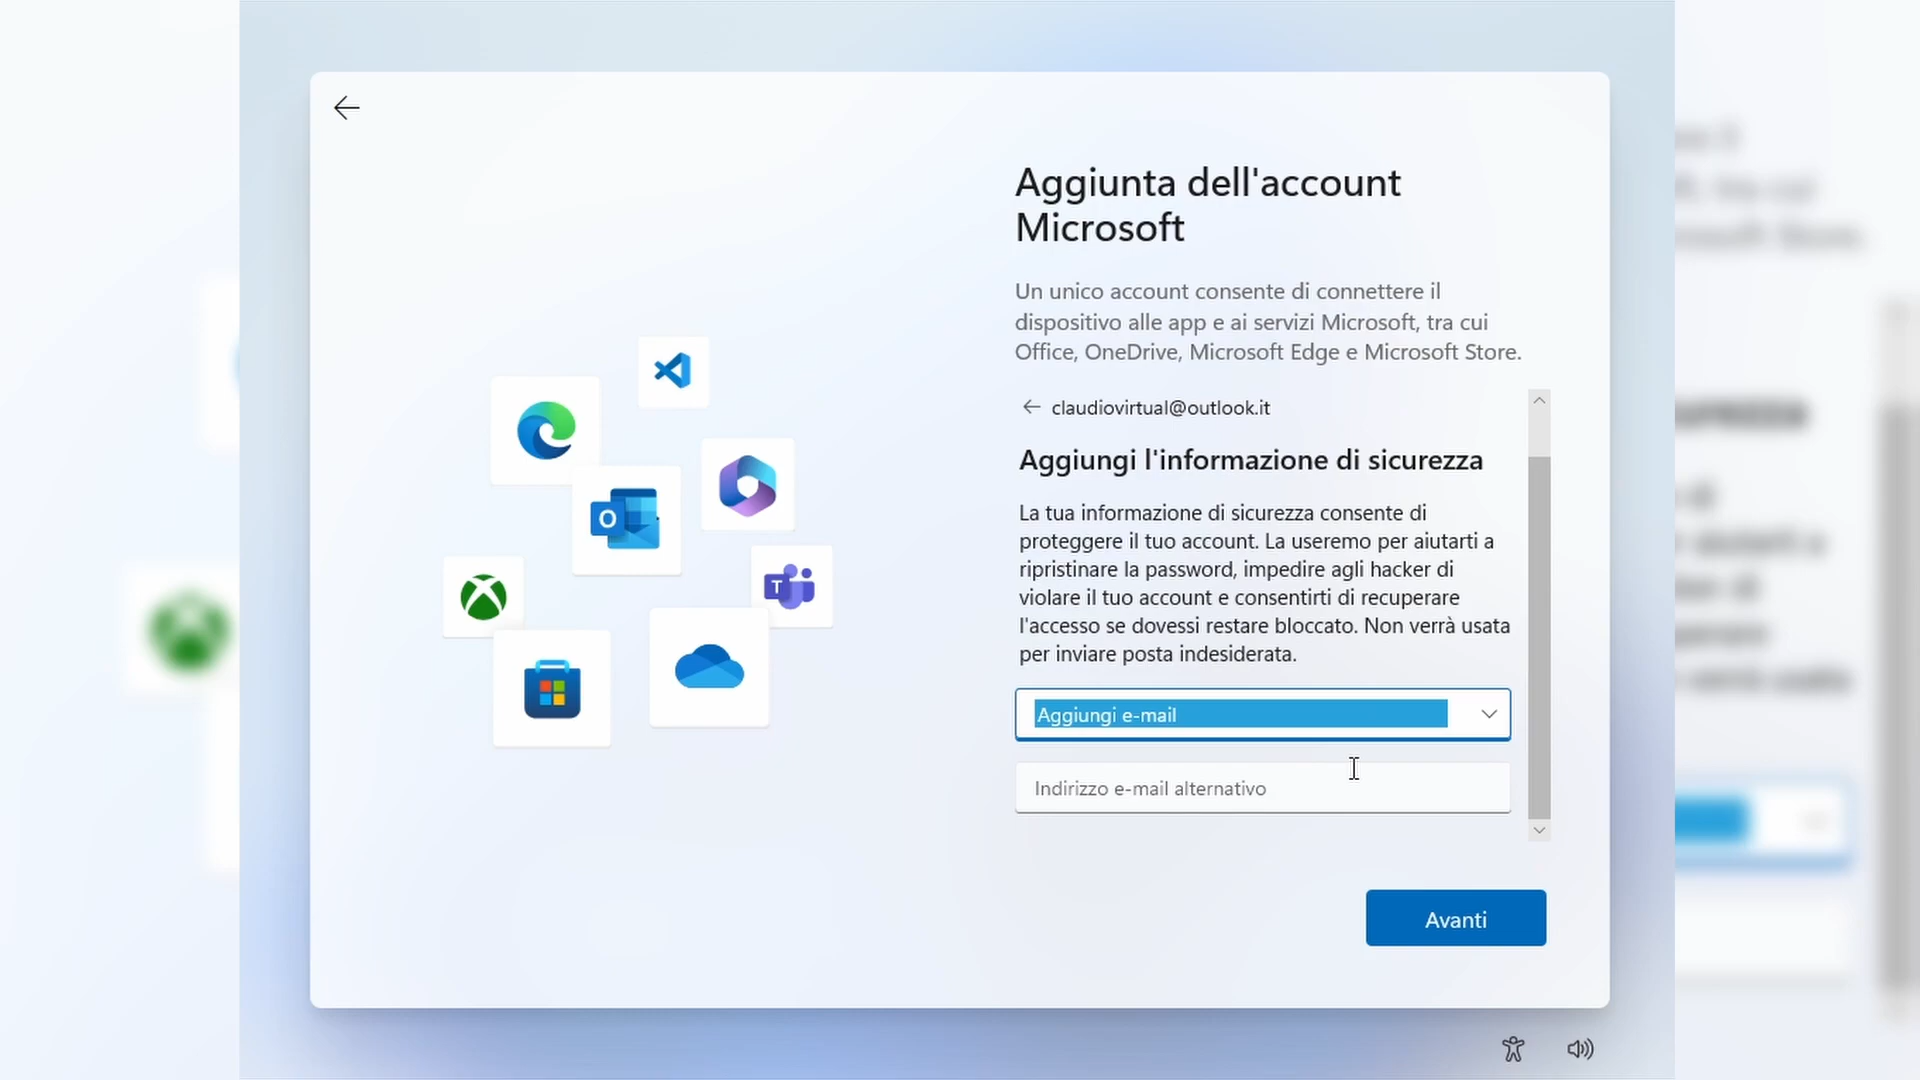 Aggiunta dell'account
Microsoft
Un unico account consente di connettere il
dispositivo alle app e ai servizi Microsoft, tra cui
Office, OneDrive, Microsoft Edge e Microsoft Store.
claudiovirtual@outlook.it
Aggiungi l'informazione di sicurezza
La tua informazione di sicurezza consente di
proteggere il tuo account. La useremo per aiutarti a
ripristinare la password, impedire agli hacker di
violare il tuo account e consentirti di recuperare
l'accesso se dovessi restare bloccato. Non verrà usata
per inviare posta indesiderata.
Aggiungi e-mail
Indirizzo e-mail alternativo
Avanti